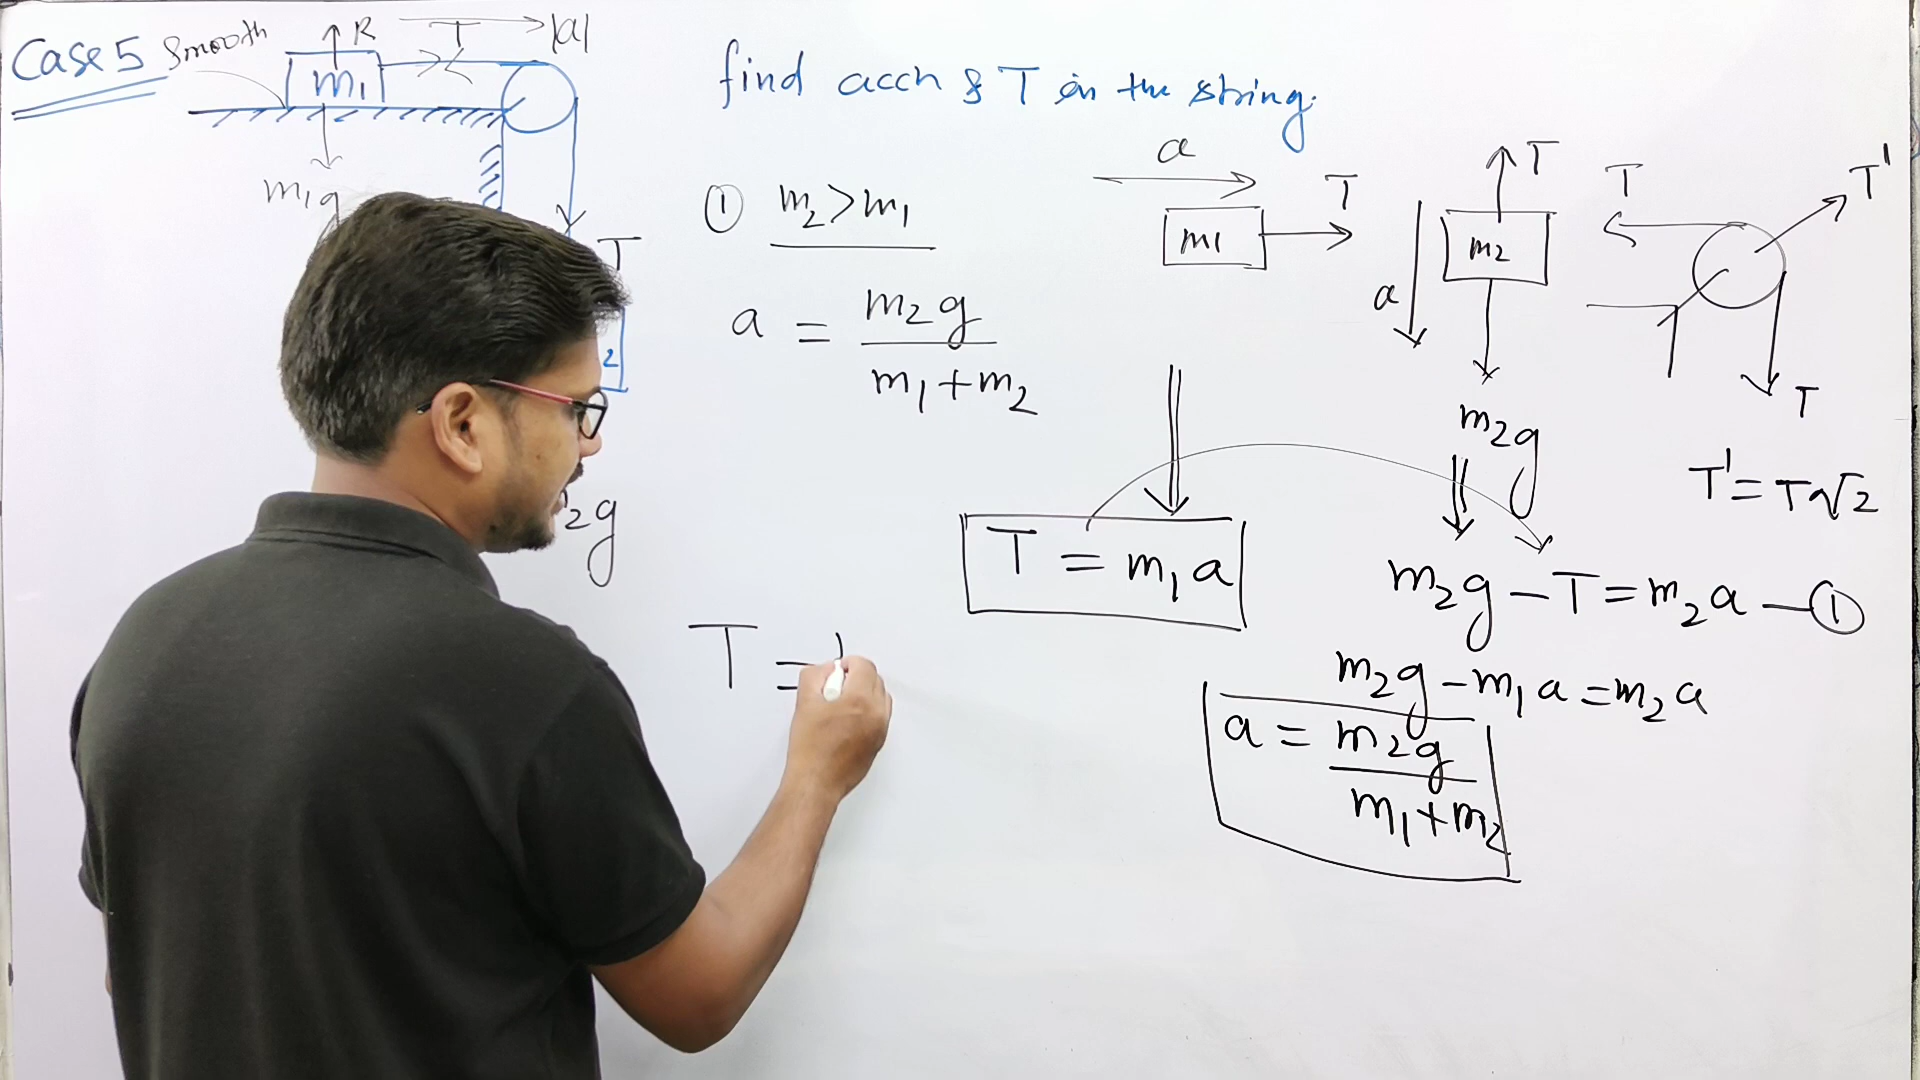 Case 5 Smooth
R
T
|a|
m₁
m₁g
T
2
₂g
find accn & T in the string.
① m₂>m₁
a = m₂g
m₁+m₂
T =
a
m₁
T
T
m₂
a
m₂g
T
T'
T
T'=T√2
T = m₁a
m₂g−T=m₂a —①
m₂g−m₁a=m₂a
a = m₂g
m₁+m₂